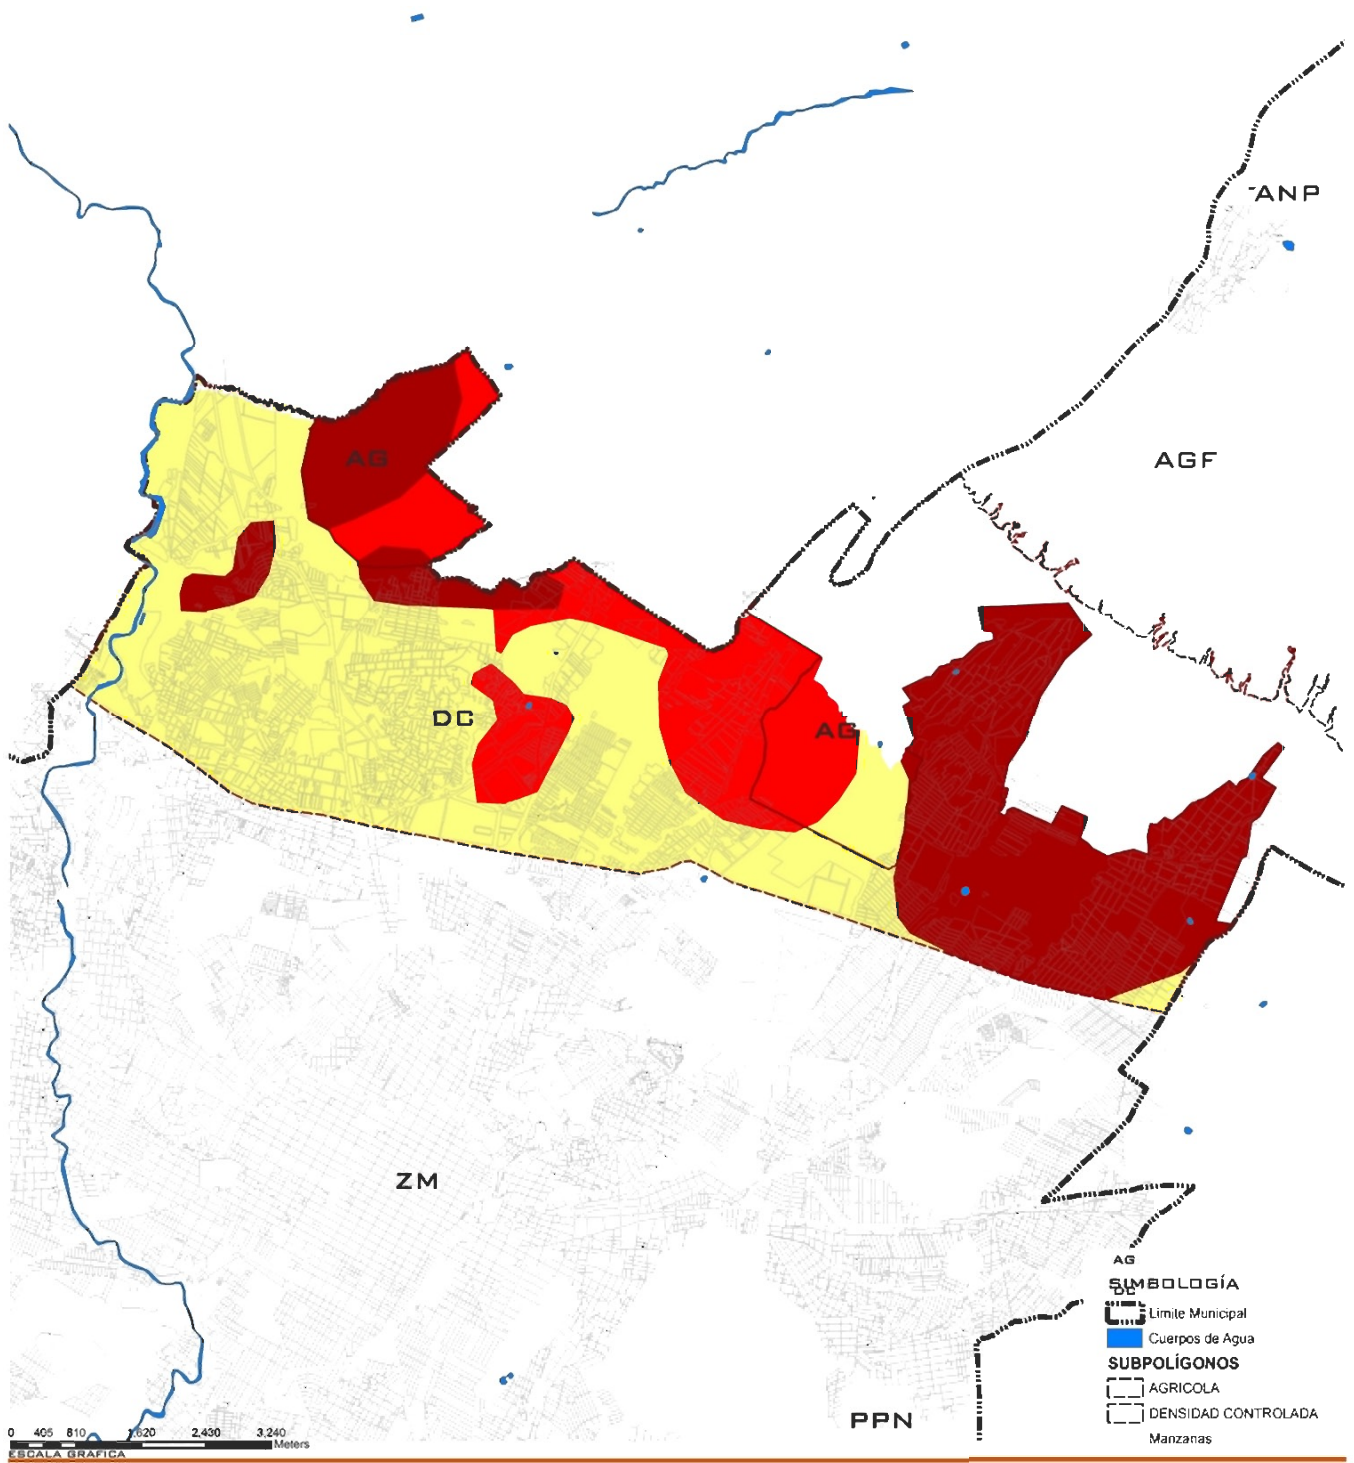 ANP
AGF
AG
DC
AG
ZM
AG
SIMBOLOGÍA
DC
Limite Municipal
Cuerpos de Agua
SUBPOLÍGONOS
AGRICOLA
PPN
DENSIDAD CONTROLADA
Manzanas
0 405 810 1,620 2,430 3,240
Meters
ESCALA GRAFICA